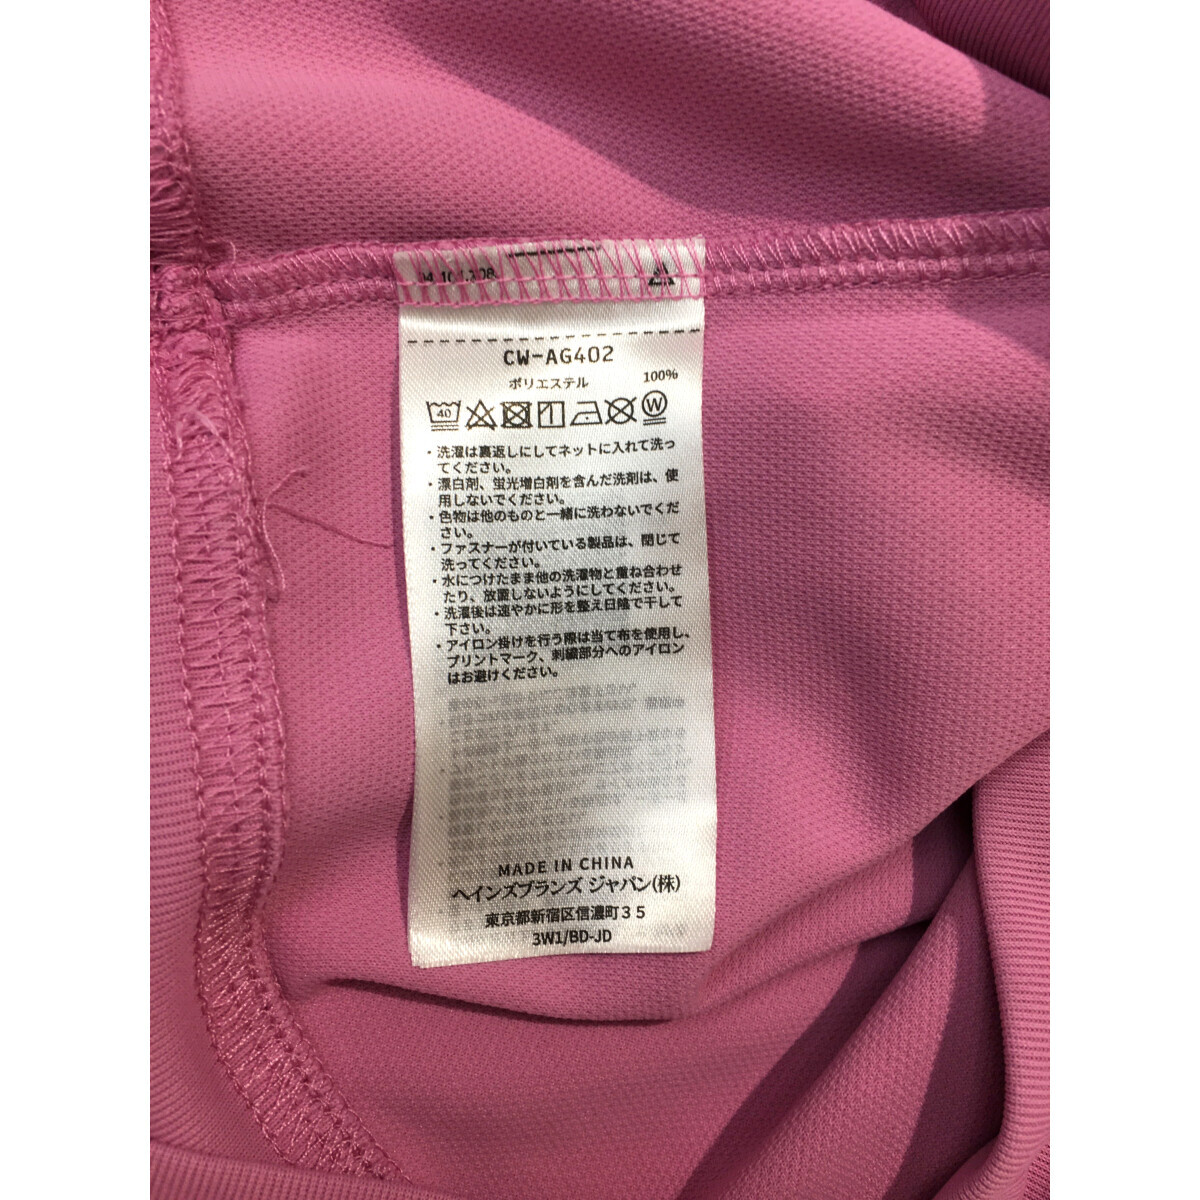 CW-AG402
ポリエステル 100%
40 W
・洗濯は裏返しにしてネットに入れて洗っ
てください。
・漂白剤、蛍光増白剤を含んだ洗剤は、使
用しないでください。
・色物は他のものと一緒に洗わないでくだ
さい。
・ファスナーが付いている製品は、閉じて
洗ってください。
・水につけたまま他の洗濯物と重ね合わせ
たり、放置しないようにしてください。
・洗濯後は速やかに形を整え日陰で干して
下さい。
・アイロン掛けを行う際は当て布を使用し、
プリントマーク、刺繍部分へのアイロン
はお避けください。
MADE IN CHINA
ヘインズブランズ ジャパン(株)
東京都新宿区信濃町３５
3W1/BD-JD